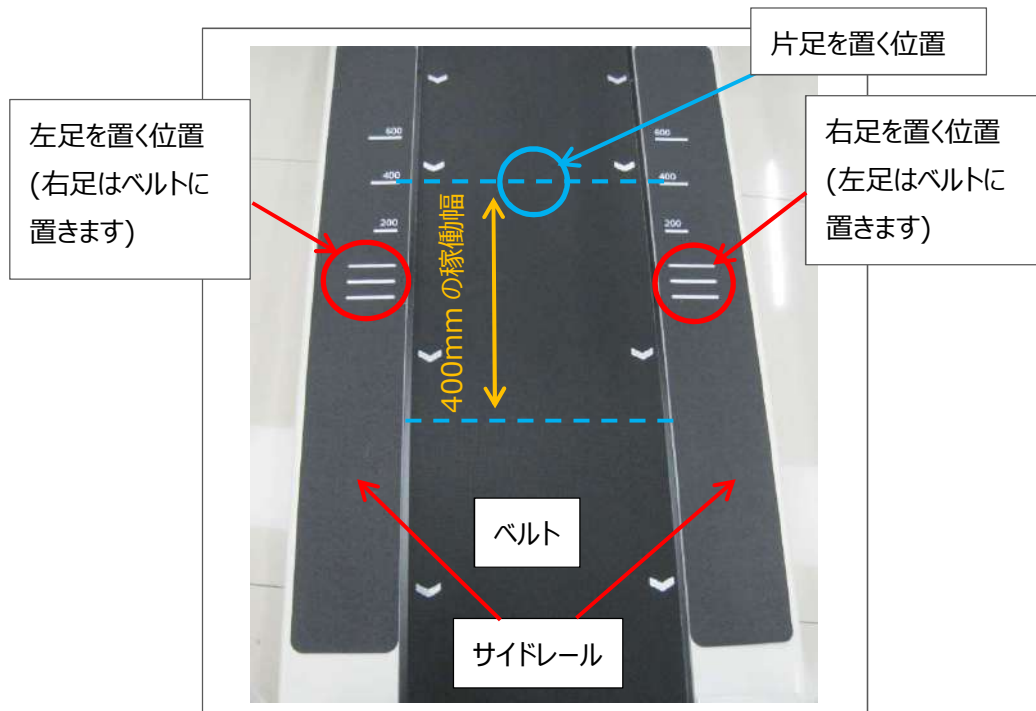 片足を置く位置
左足を置く位置
(右足はベルトに
置きます)
右足を置く位置
(左足はベルトに
置きます)
600
600
400
400
200
200
400mm の稼働幅
ベルト
サイドレール